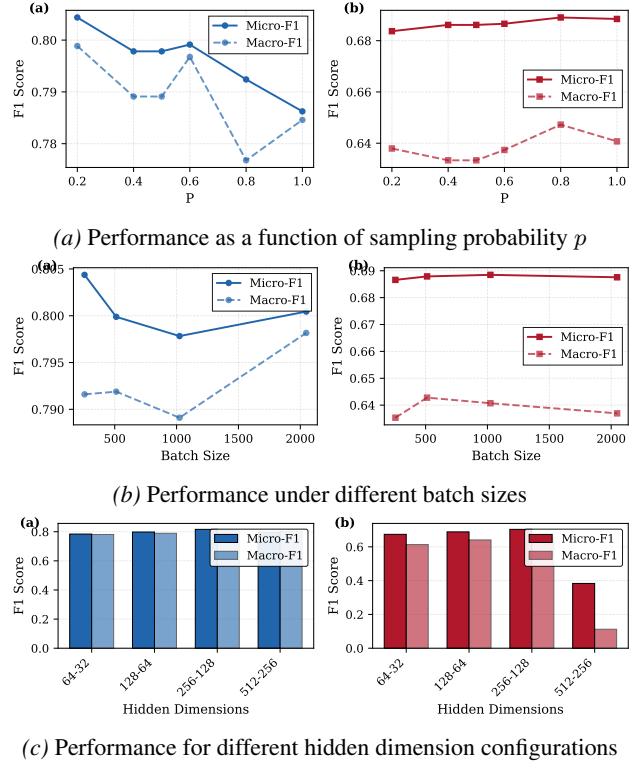 (a)
(b)
0.80
0.79
0.78
F1 Score
Micro-F1
Macro-F1
0.2 0.4 0.6 0.8 1.0
P
0.68
0.66
0.64
F1 Score
Micro-F1
Macro-F1
0.2 0.4 0.6 0.8 1.0
P
(a) Performance as a function of sampling probability p
(a)
(b)
0.805
0.800
0.795
0.790
F1 Score
Micro-F1
Macro-F1
500 1000 1500 2000
Batch Size
0.69
0.68
0.67
0.66
0.65
0.64
F1 Score
Micro-F1
Macro-F1
500 1000 1500 2000
Batch Size
(b) Performance under different batch sizes
(a)
(b)
0.8
0.6
0.4
0.2
0.0
F1 Score
Micro-F1
Macro-F1
64-32 128-64 256-128 512-256
Hidden Dimensions
0.6
0.4
0.2
0.0
F1 Score
Micro-F1
Macro-F1
64-32 128-64 256-128 512-256
Hidden Dimensions
(c) Performance for different hidden dimension configurations